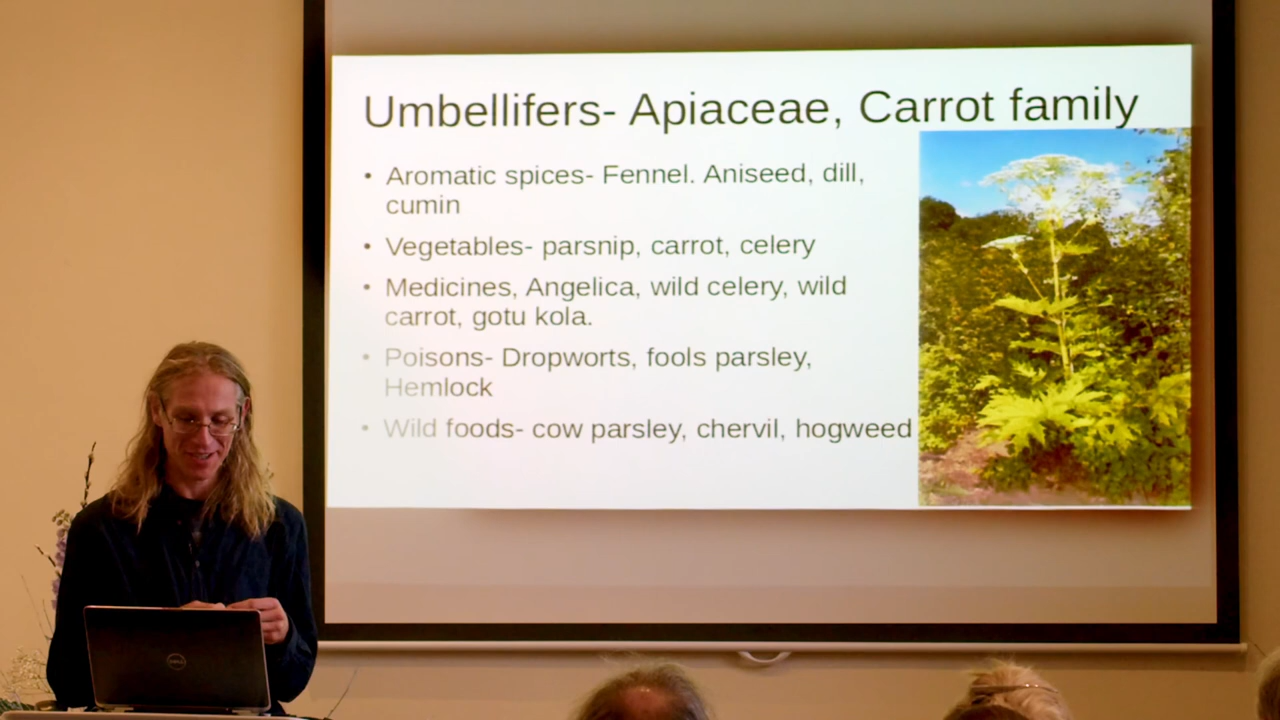 Umbellifers- Apiaceae, Carrot family
• Aromatic spices- Fennel. Aniseed, dill,
cumin
• Vegetables- parsnip, carrot, celery
• Medicines, Angelica, wild celery, wild
carrot, gotu kola.
• Poisons- Dropworts, fools parsley,
Hemlock
• Wild foods- cow parsley, chervil, hogweed
DELL